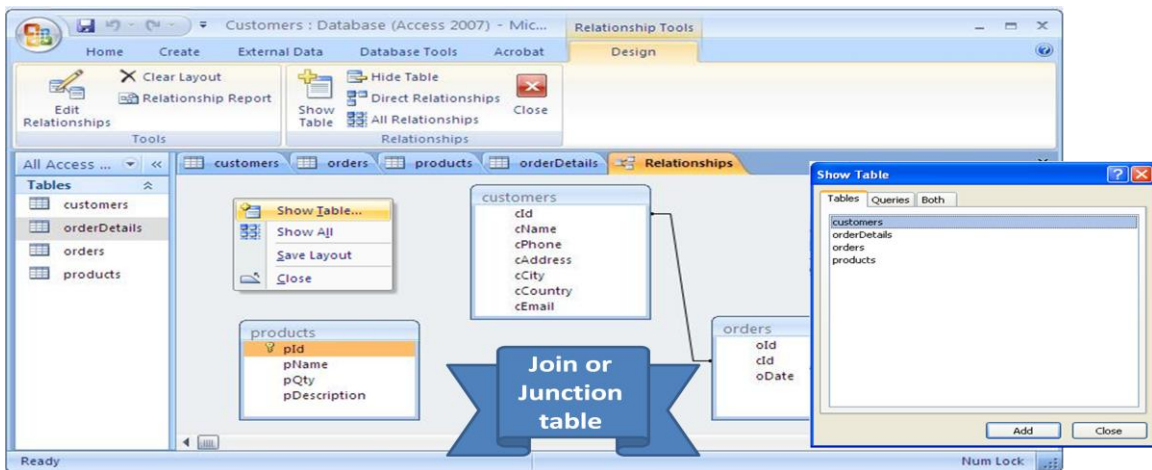 Customers : Database (Access 2007) - Mic...
Relationship Tools
Home Create External Data Database Tools Acrobat Design
Edit Relationships
Clear Layout
Relationship Report
Tools
Show Table
Hide Table
Direct Relationships
All Relationships
Close
Relationships
All Access ...
customers orders products orderDetails Relationships
Tables
customers
orderDetails
orders
products
Show Table...
Show All
Save Layout
Close
customers
cId
cName
cPhone
cAddress
cCity
cCountry
cEmail
products
pId
pName
pQty
pDescription
Join or
Junction
table
orders
oId
cId
oDate
Show Table
Tables Queries Both
customers
orderDetails
orders
products
Add Close
Ready
Num Lock